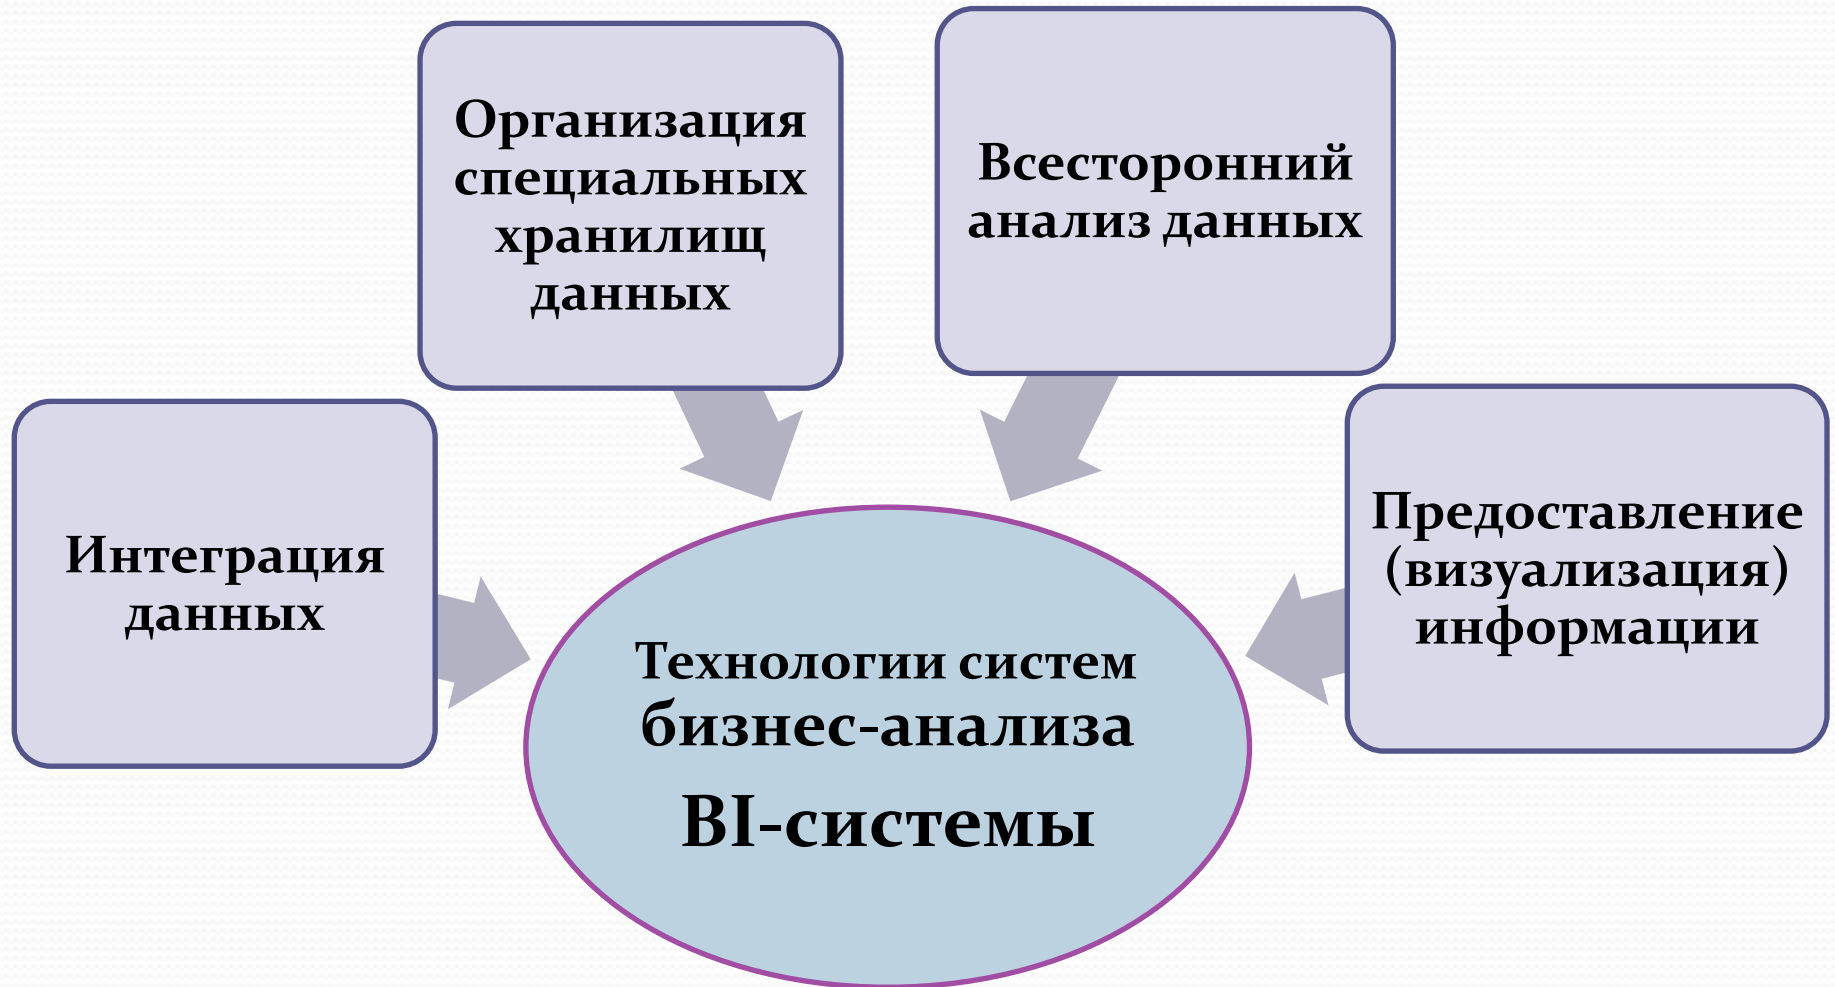 Организация
специальных
хранилищ
данных
Всесторонний
анализ данных
Интеграция
данных
Предоставление
(визуализация)
информации
Технологии систем
бизнес-анализа
BI-системы